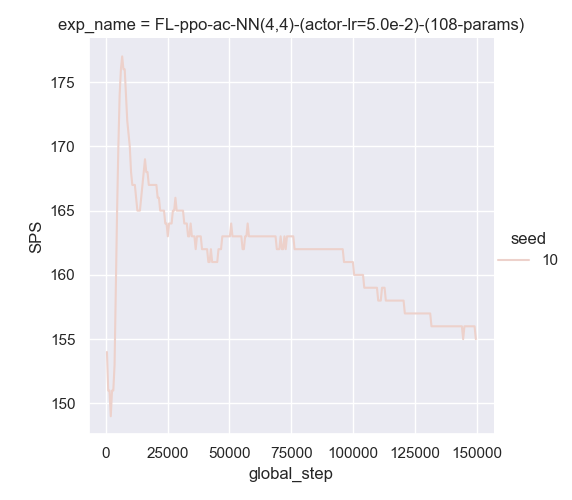 exp_name = FL-ppo-ac-NN(4,4)-(actor-lr=5.0e-2)-(108-params)
175
170
165
160
155
150
SPS
0 25000 50000 75000 100000 125000 150000
global_step
seed
10